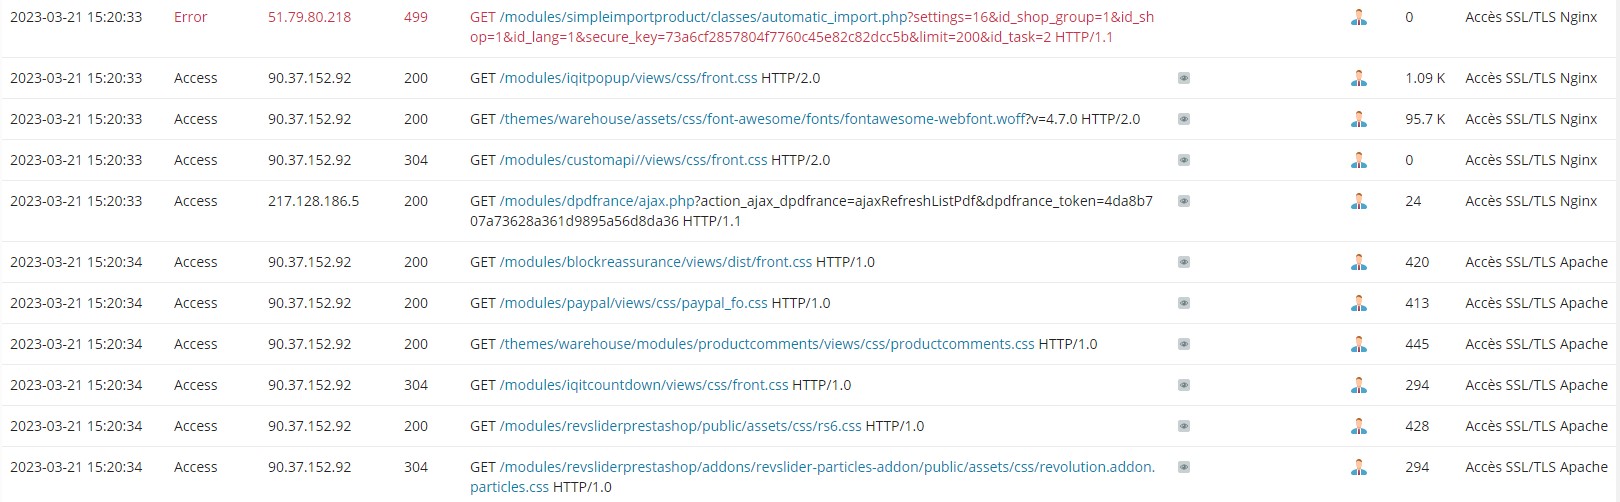 2023-03-21 15:20:33 Error 51.79.80.218 499 GET /modules/simpleimportproduct/classes/automatic_import.php?settings=16&id_shop_group=1&id_sh 0 Accès SSL/TLS Nginx
op=1&id_lang=1&secure_key=73a6cf2857804f7760c45e82c82dcc5b&limit=200&id_task=2 HTTP/1.1
2023-03-21 15:20:33 Access 90.37.152.92 200 GET /modules/iqitpopup/views/css/front.css HTTP/2.0 1.09 K Accès SSL/TLS Nginx
2023-03-21 15:20:33 Access 90.37.152.92 200 GET /themes/warehouse/assets/css/font-awesome/fonts/fontawesome-webfont.woff?v=4.7.0 HTTP/2.0 95.7 K Accès SSL/TLS Nginx
2023-03-21 15:20:33 Access 90.37.152.92 304 GET /modules/customapi//views/css/front.css HTTP/2.0 0 Accès SSL/TLS Nginx
2023-03-21 15:20:33 Access 217.128.186.5 200 GET /modules/dpdfrance/ajax.php?action_ajax_dpdfrance=ajaxRefreshListPdf&dpdfrance_token=4da8b7 24 Accès SSL/TLS Nginx
07a73628a361d9895a56d8da36 HTTP/1.1
2023-03-21 15:20:34 Access 90.37.152.92 200 GET /modules/blockreassurance/views/dist/front.css HTTP/1.0 420 Accès SSL/TLS Apache
2023-03-21 15:20:34 Access 90.37.152.92 200 GET /modules/paypal/views/css/paypal_fo.css HTTP/1.0 413 Accès SSL/TLS Apache
2023-03-21 15:20:34 Access 90.37.152.92 200 GET /themes/warehouse/modules/productcomments/views/css/productcomments.css HTTP/1.0 445 Accès SSL/TLS Apache
2023-03-21 15:20:34 Access 90.37.152.92 304 GET /modules/iqitcountdown/views/css/front.css HTTP/1.0 294 Accès SSL/TLS Apache
2023-03-21 15:20:34 Access 90.37.152.92 200 GET /modules/revsliderprestashop/public/assets/css/rs6.css HTTP/1.0 428 Accès SSL/TLS Apache
2023-03-21 15:20:34 Access 90.37.152.92 304 GET /modules/revsliderprestashop/addons/revslider-particles-addon/public/assets/css/revolution.addon. 294 Accès SSL/TLS Apache
particles.css HTTP/1.0